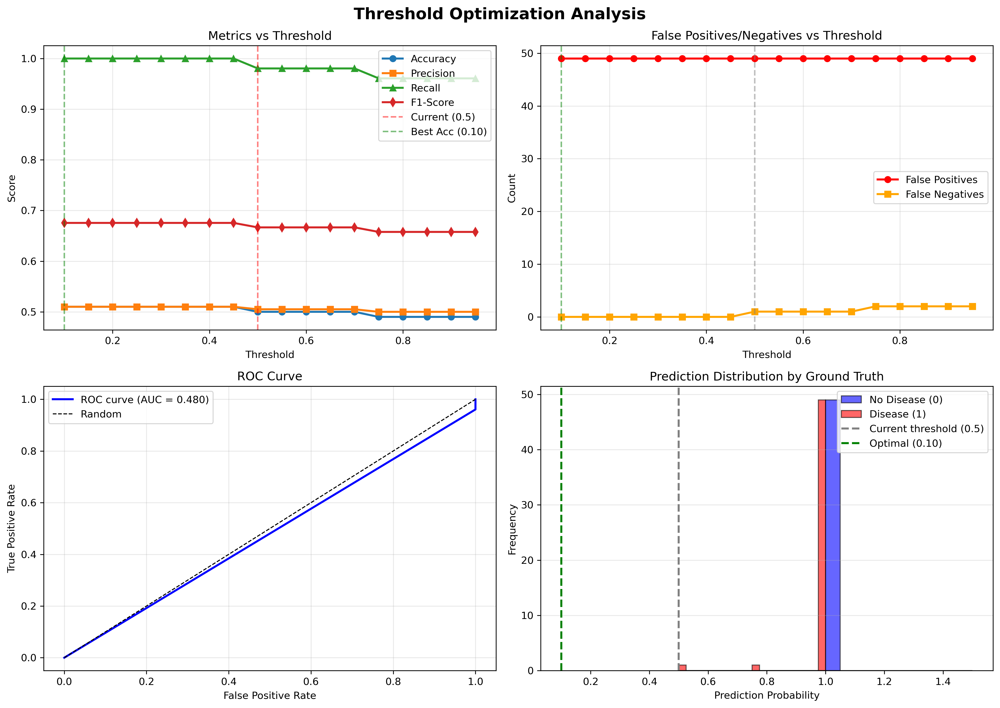 Threshold Optimization Analysis
Metrics vs Threshold
1.0
0.9
0.8
0.7
0.6
0.5
Score
0.2
0.4
0.6
0.8
Threshold
Accuracy
Precision
Recall
F1-Score
Current (0.5)
Best Acc (0.10)
False Positives/Negatives vs Threshold
50
40
30
20
10
0
Count
0.2
0.4
0.6
0.8
Threshold
False Positives
False Negatives
ROC Curve
1.0
0.8
0.6
0.4
0.2
0.0
True Positive Rate
0.0
0.2
0.4
0.6
0.8
1.0
False Positive Rate
ROC curve (AUC = 0.480)
Random
Prediction Distribution by Ground Truth
50
40
30
20
10
0
Frequency
0.2
0.4
0.6
0.8
1.0
1.2
1.4
Prediction Probability
No Disease (0)
Disease (1)
Current threshold (0.5)
Optimal (0.10)